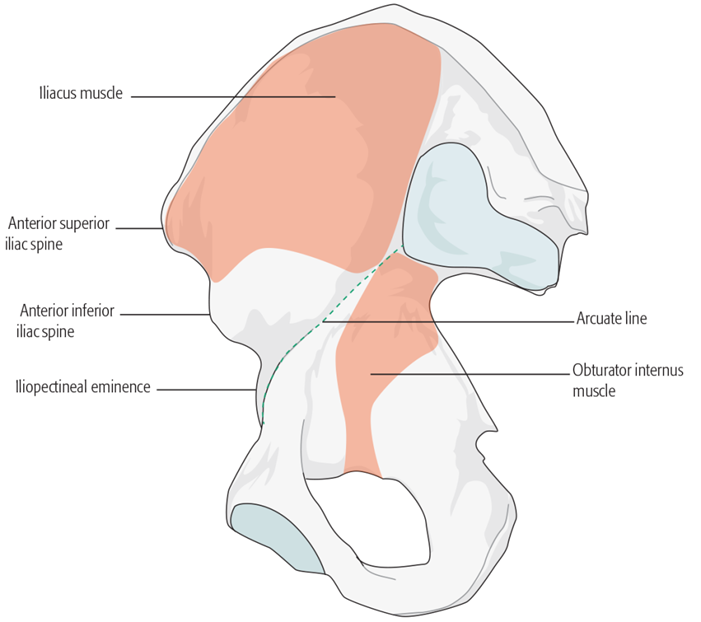 Iliacus muscle
Anterior superior
iliac spine
Anterior inferior
iliac spine
Iliopectineal eminence
Arcuate line
Obturator internus
muscle